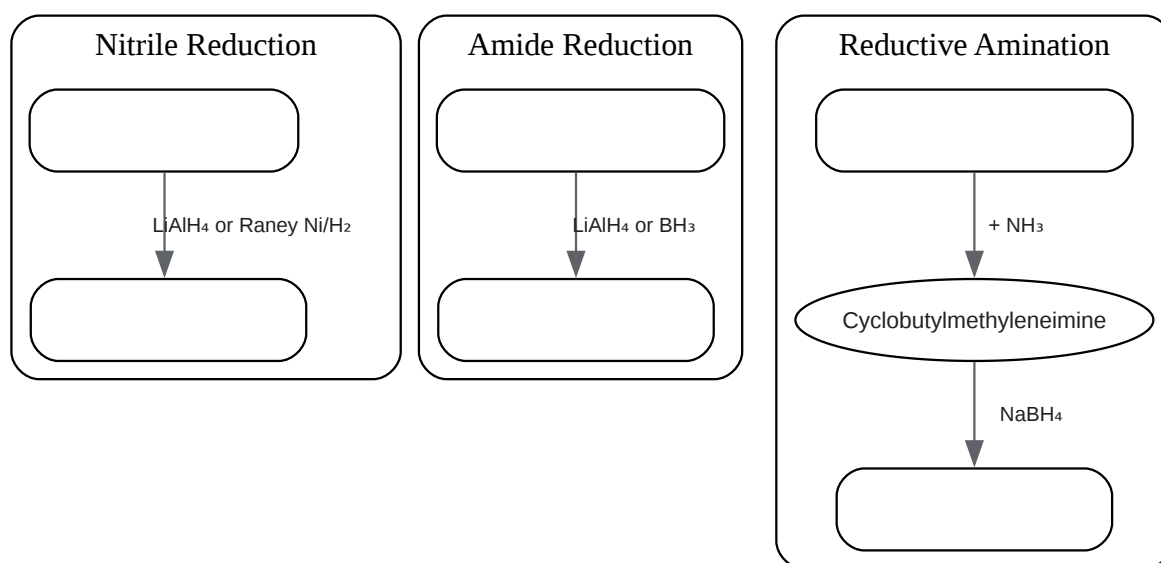 Nitrile Reduction
LiAlH₄ or Raney Ni/H₂
Amide Reduction
LiAlH₄ or BH₃
Reductive Amination
+ NH₃
Cyclobutylmethyleneimine
NaBH₄